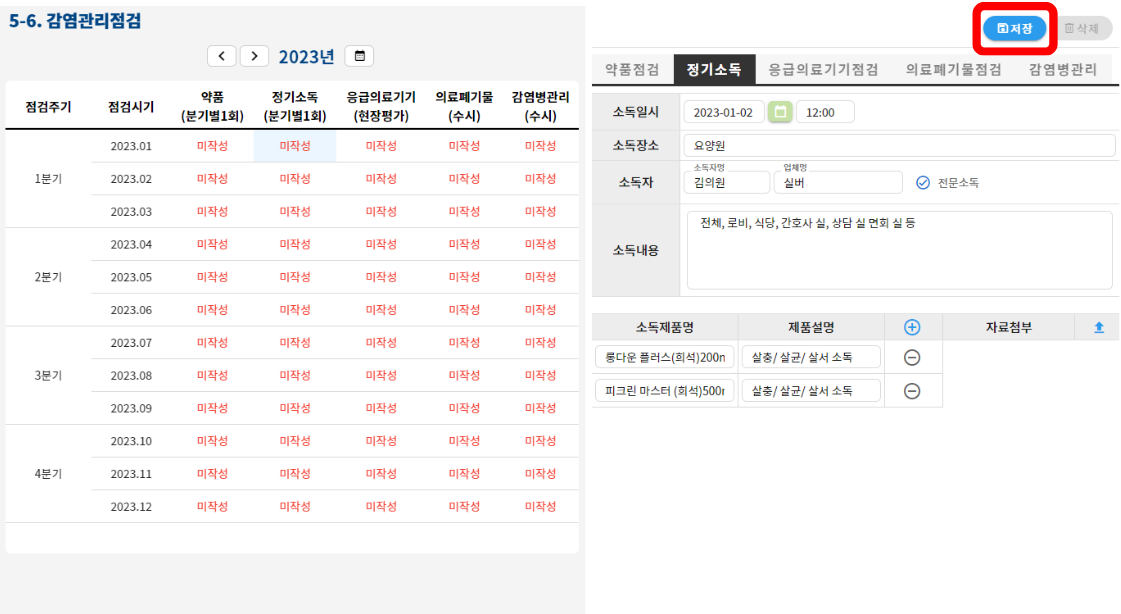 5-6. 감염관리점검
2023년
점검주기 점검시기 약품 (분기별1회) 정기소독 (분기별1회) 응급의료기기 (현장평가) 의료폐기물 (수시) 감염병관리 (수시)
1분기
2023.01 미작성 미작성 미작성 미작성 미작성
2023.02 미작성 미작성 미작성 미작성 미작성
2023.03 미작성 미작성 미작성 미작성 미작성
2분기
2023.04 미작성 미작성 미작성 미작성 미작성
2023.05 미작성 미작성 미작성 미작성 미작성
2023.06 미작성 미작성 미작성 미작성 미작성
3분기
2023.07 미작성 미작성 미작성 미작성 미작성
2023.08 미작성 미작성 미작성 미작성 미작성
2023.09 미작성 미작성 미작성 미작성 미작성
4분기
2023.10 미작성 미작성 미작성 미작성 미작성
2023.11 미작성 미작성 미작성 미작성 미작성
2023.12 미작성 미작성 미작성 미작성 미작성
저장 삭제
약품점검 정기소독 응급의료기기점검 의료폐기물점검 감염병관리
소독일시 2023-01-02 12:00
소독장소 요양원
소독자 소독자명 김의원 업체명 실버 전문소독
소독내용 전체, 로비, 식당, 간호사 실, 상담 실 면회 실 등
소독제품명 제품설명 자료첨부
롱다운 플러스(희석)200m 살충/ 살균/ 살서 소독
피크린 마스터 (희석)500 살충/ 살균/ 살서 소독